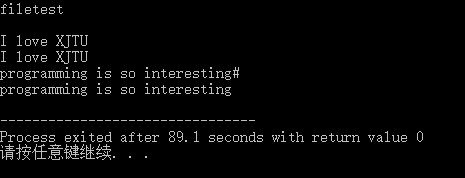 filetest
I love XJTU
I love XJTU
programming is so interesting#
programming is so interesting
--------------------------------
Process exited after 89.1 seconds with return value 0
请按任意键继续. . .